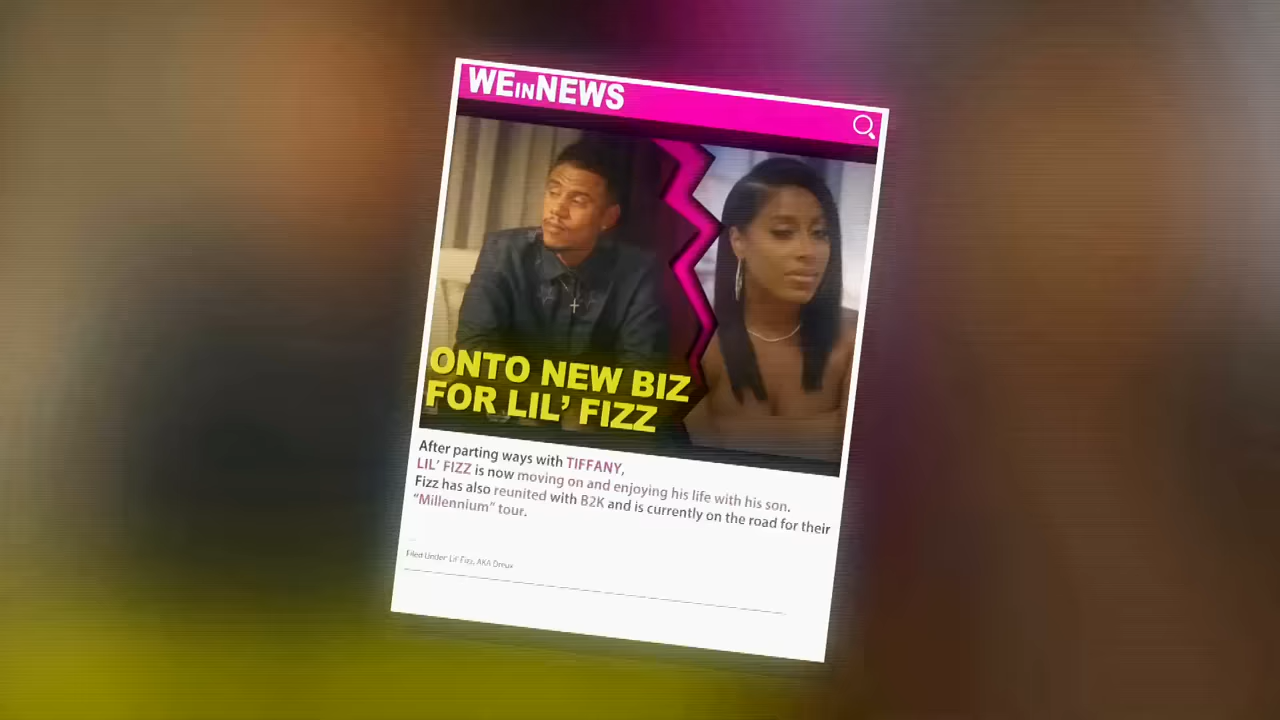 WEINNEWS
ONTO NEW BIZ
FOR LIL' FIZZ
After parting ways with TIFFANY,
LIL' FIZZ is now moving on and enjoying his life with his son.
Fizz has also reunited with B2K and is currently on the road for their
"Millennium" tour.
Filed Under: Lil' Fizz, AKA Dreux